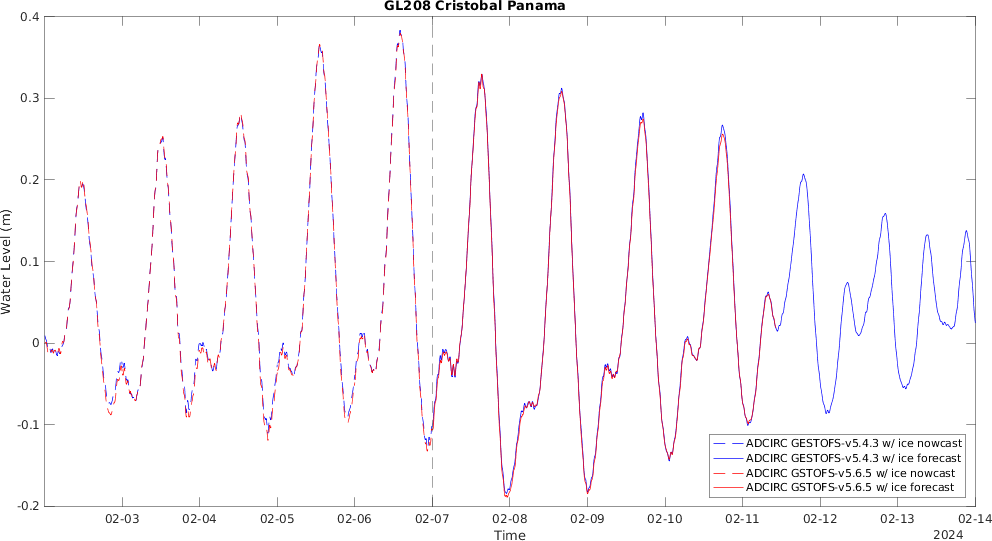 GL208 Cristobal Panama
0.4
0.3
0.2
0.1
0
-0.1
-0.2
Water Level (m)
ADCIRC GESTOFS-v5.4.3 w/ ice nowcast
ADCIRC GESTOFS-v5.4.3 w/ ice forecast
ADCIRC GSTOFS-v5.6.5 w/ ice nowcast
ADCIRC GSTOFS-v5.6.5 w/ ice forecast
02-03 02-04 02-05 02-06 02-07 02-08 02-09 02-10 02-11 02-12 02-13 02-14
Time
2024